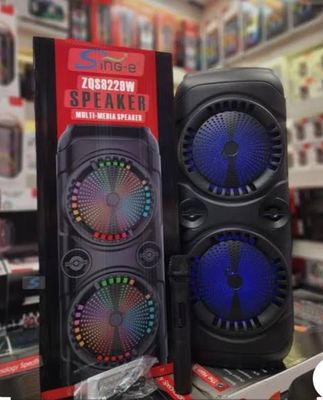 Sing-e
ZQS8228W
SPEAKER
MULTI-MEDIA SPEAKER